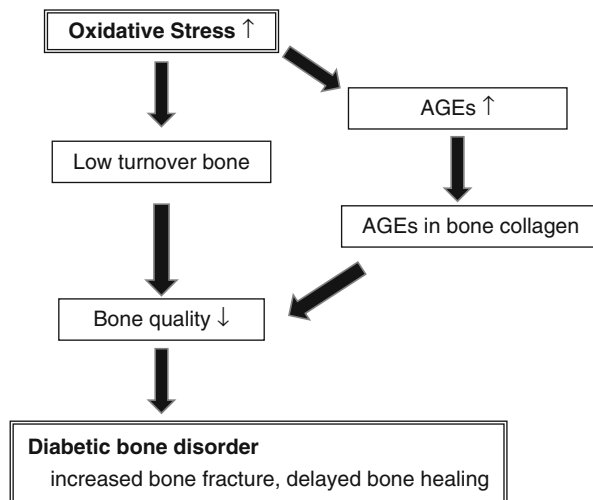 Oxidative Stress ↑
AGEs ↑
Low turnover bone
AGEs in bone collagen
Bone quality ↓
Diabetic bone disorder
increased bone fracture, delayed bone healing